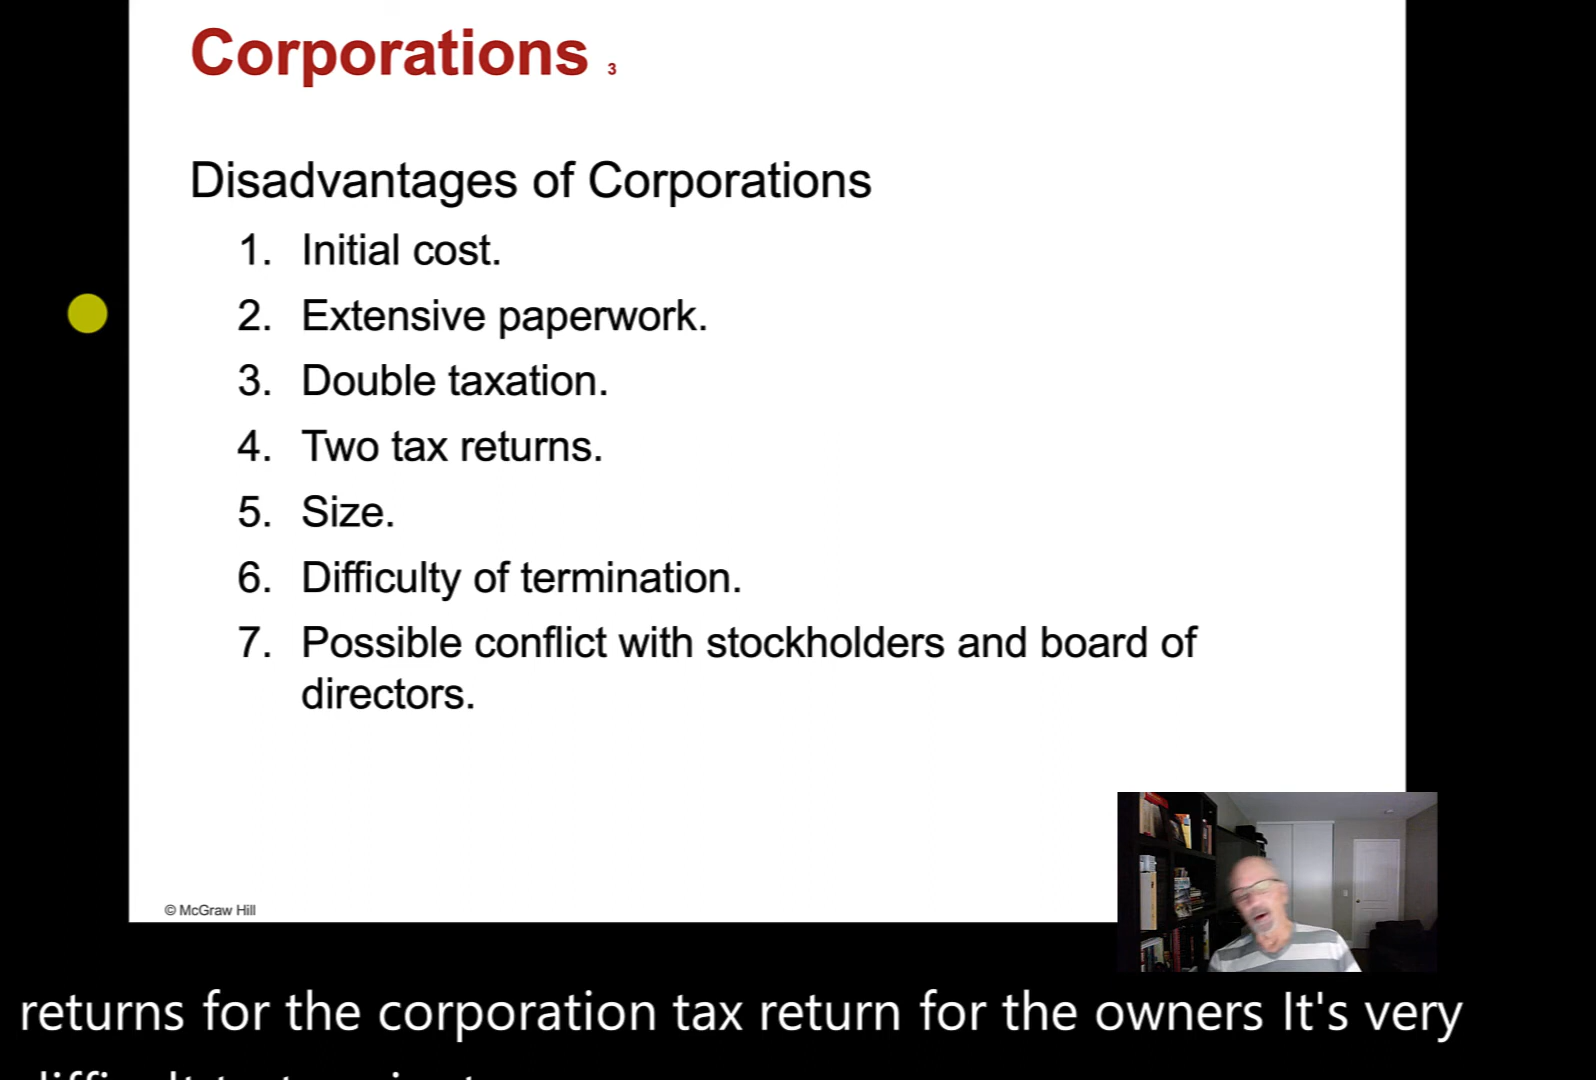 Corporations 3
Disadvantages of Corporations
1. Initial cost.
2. Extensive paperwork.
3. Double taxation.
4. Two tax returns.
5. Size.
6. Difficulty of termination.
7. Possible conflict with stockholders and board of
directors.
© McGraw Hill
returns for the corporation tax return for the owners It's very